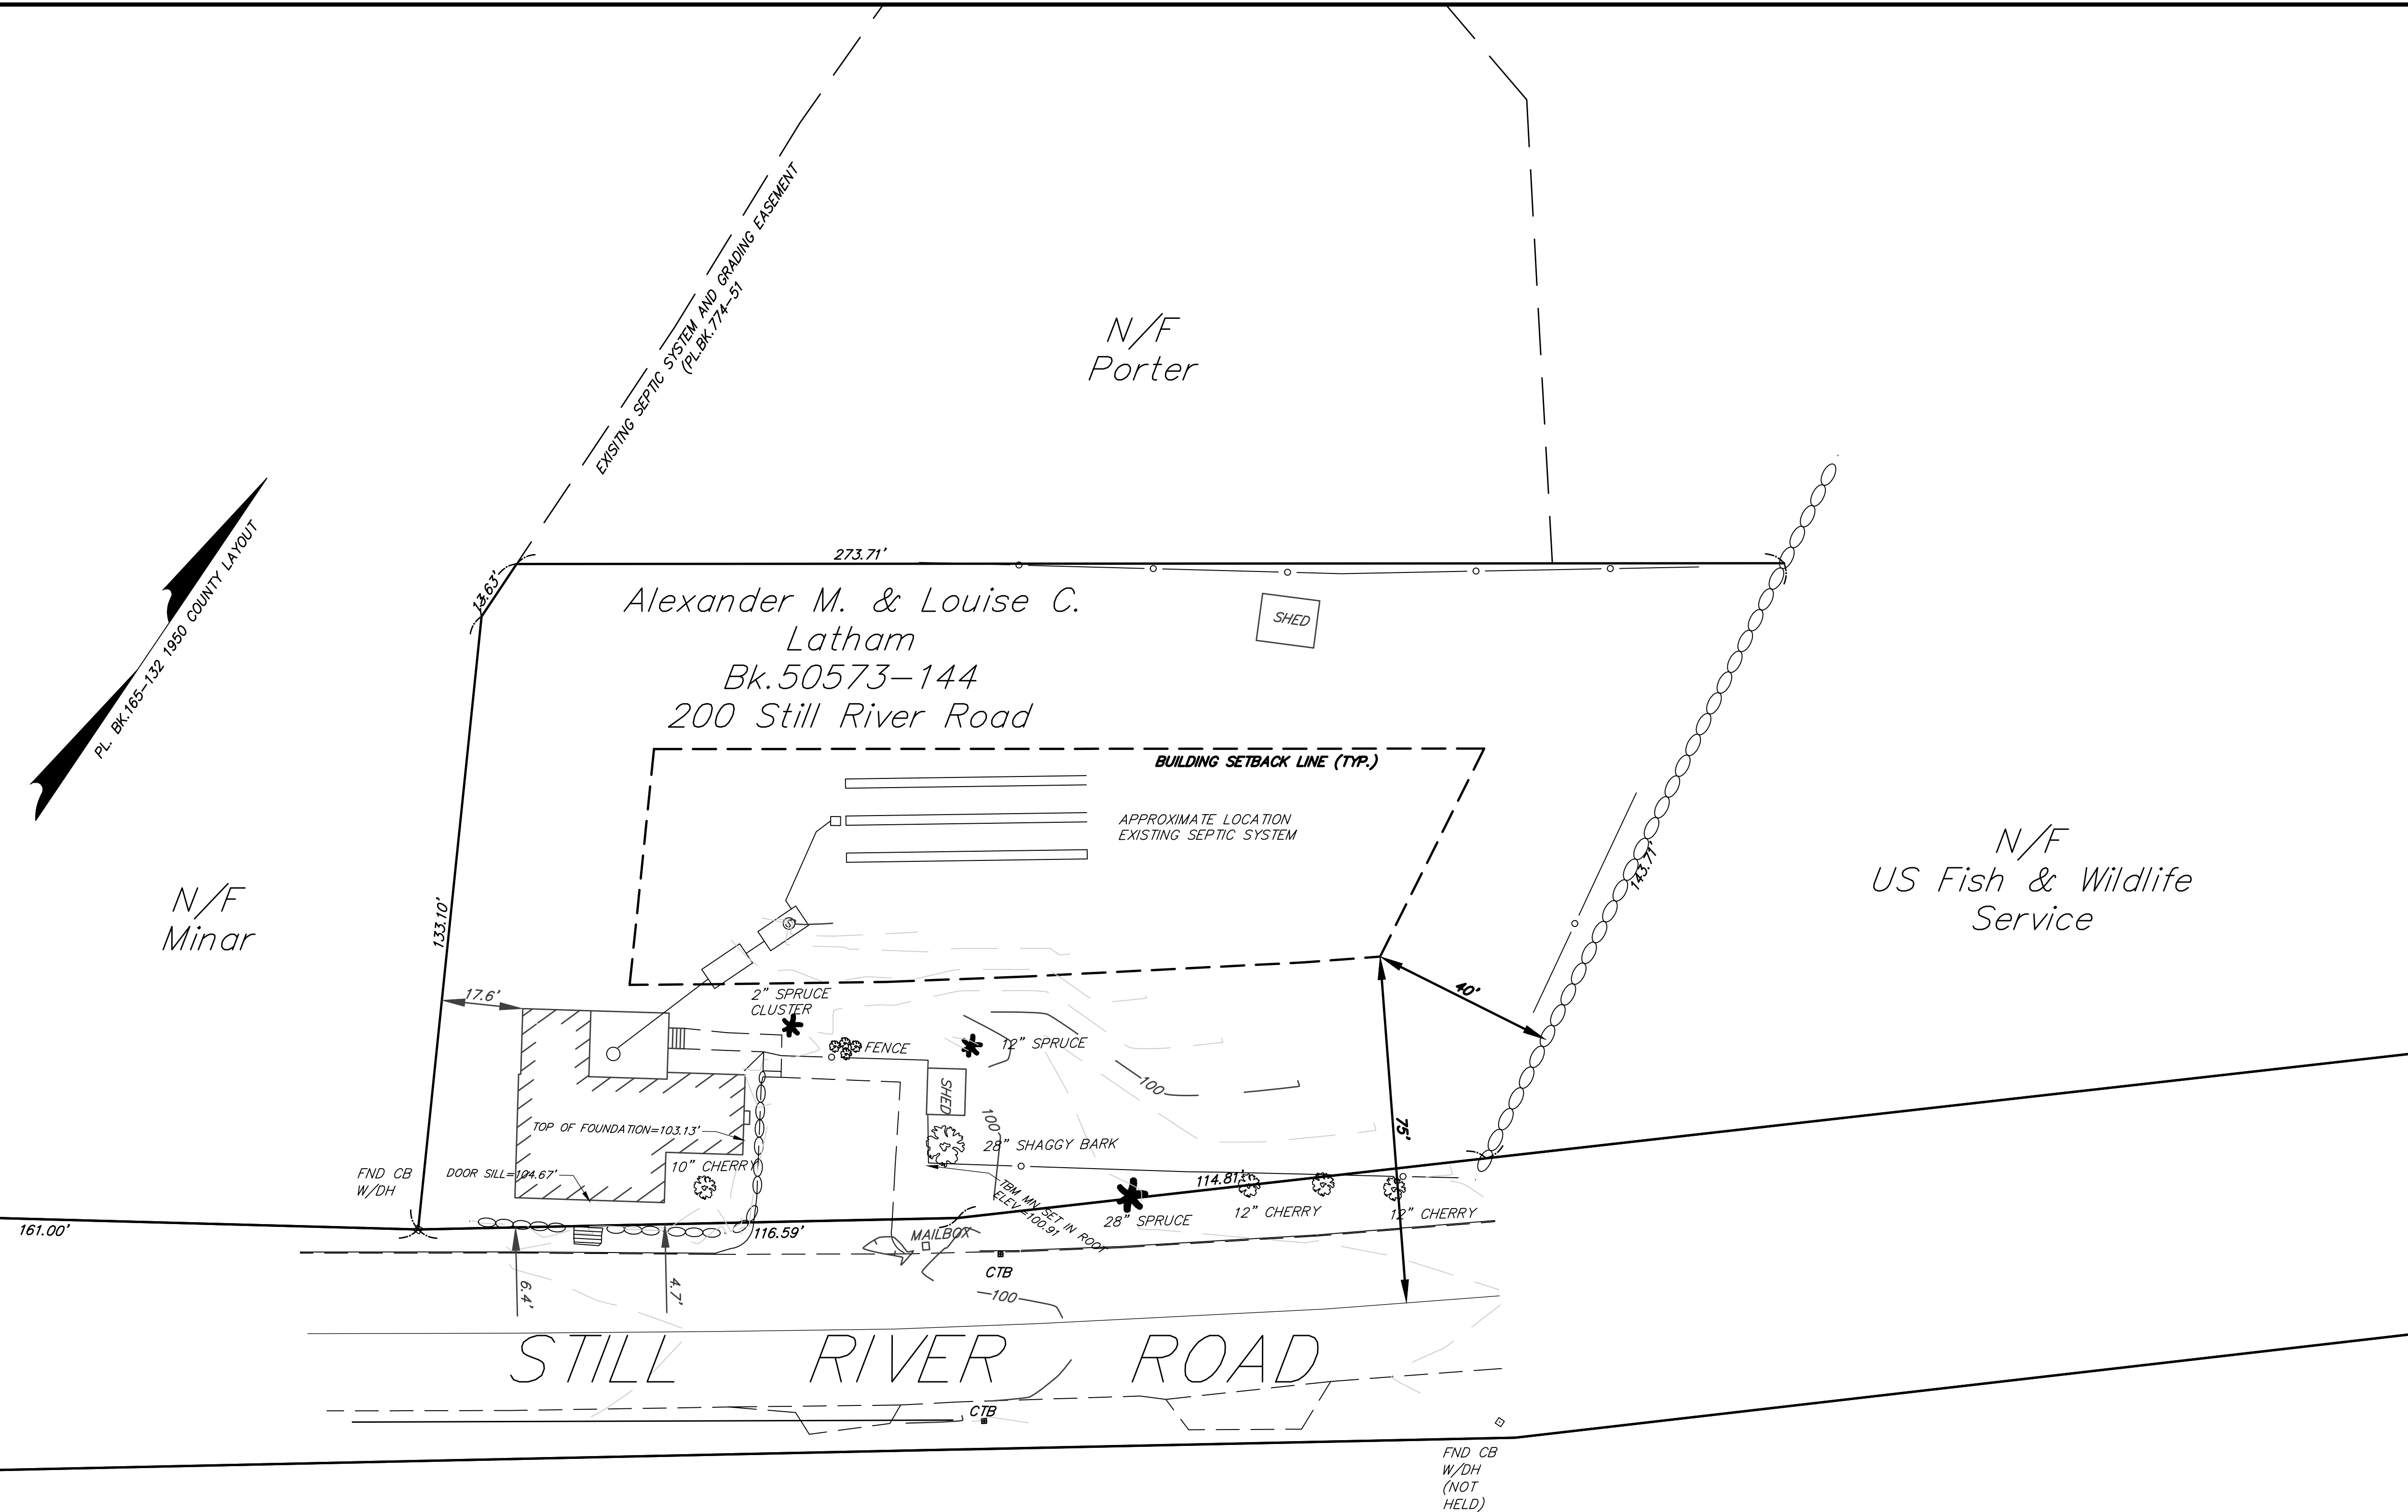 EXISITNG SEPTIC SYSTEM AND GRADING EASEMENT
(PL.BK.774-51
N/F
Porter
PL. BK.165-132 1950 COUNTY LAYOUT
273.71'
13.63'
Alexander M. & Louise C.
Latham
Bk.50573-144
200 Still River Road
SHED
BUILDING SETBACK LINE (TYP.)
APPROXIMATE LOCATION
EXISTING SEPTIC SYSTEM
143.71'
N/F
US Fish & Wildlife
Service
N/F
Minar
133.10'
S
17.6'
2" SPRUCE
CLUSTER
40'
FENCE
12" SPRUCE
100
SHED
100
75'
TOP OF FOUNDATION=103.13'
28" SHAGGY BARK
10" CHERRY
DOOR SILL=104.67'
FND CB
W/DH
114.81'
TBM MN SET IN ROOT
ELEV =100.91
28" SPRUCE
12" CHERRY
12" CHERRY
161.00'
116.59'
MAILBOX
CTB
6.4'
4.7'
100
STILL RIVER ROAD
CTB
FND CB
W/DH
(NOT
HELD)